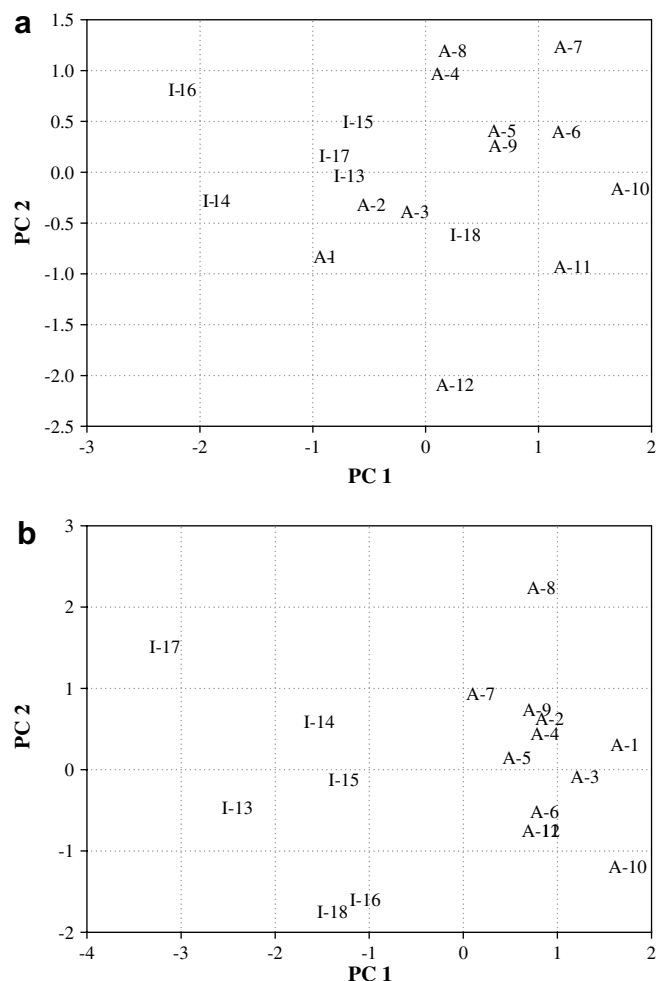 a
1.5
A-8
A-7
1.0
A-4
I-16
0.5
I-15
A-5
A-6
A-9
I-17
0.0
I-13
A-10
I-14
A-2
A-3
-0.5
I-18
A-1
A-11
-1.0
-1.5
-2.0
A-12
-2.5
PC 2
-3 -2 -1 0 1 2
PC 1
b
3
A-8
2
I-17
1
A-7
A-9
I-14
A-2
A-4
A-1
A-5
0
I-15
A-3
I-13
A-6
-1
A-10
I-16
I-18
-2
PC 2
-4 -3 -2 -1 0 1 2
PC 1